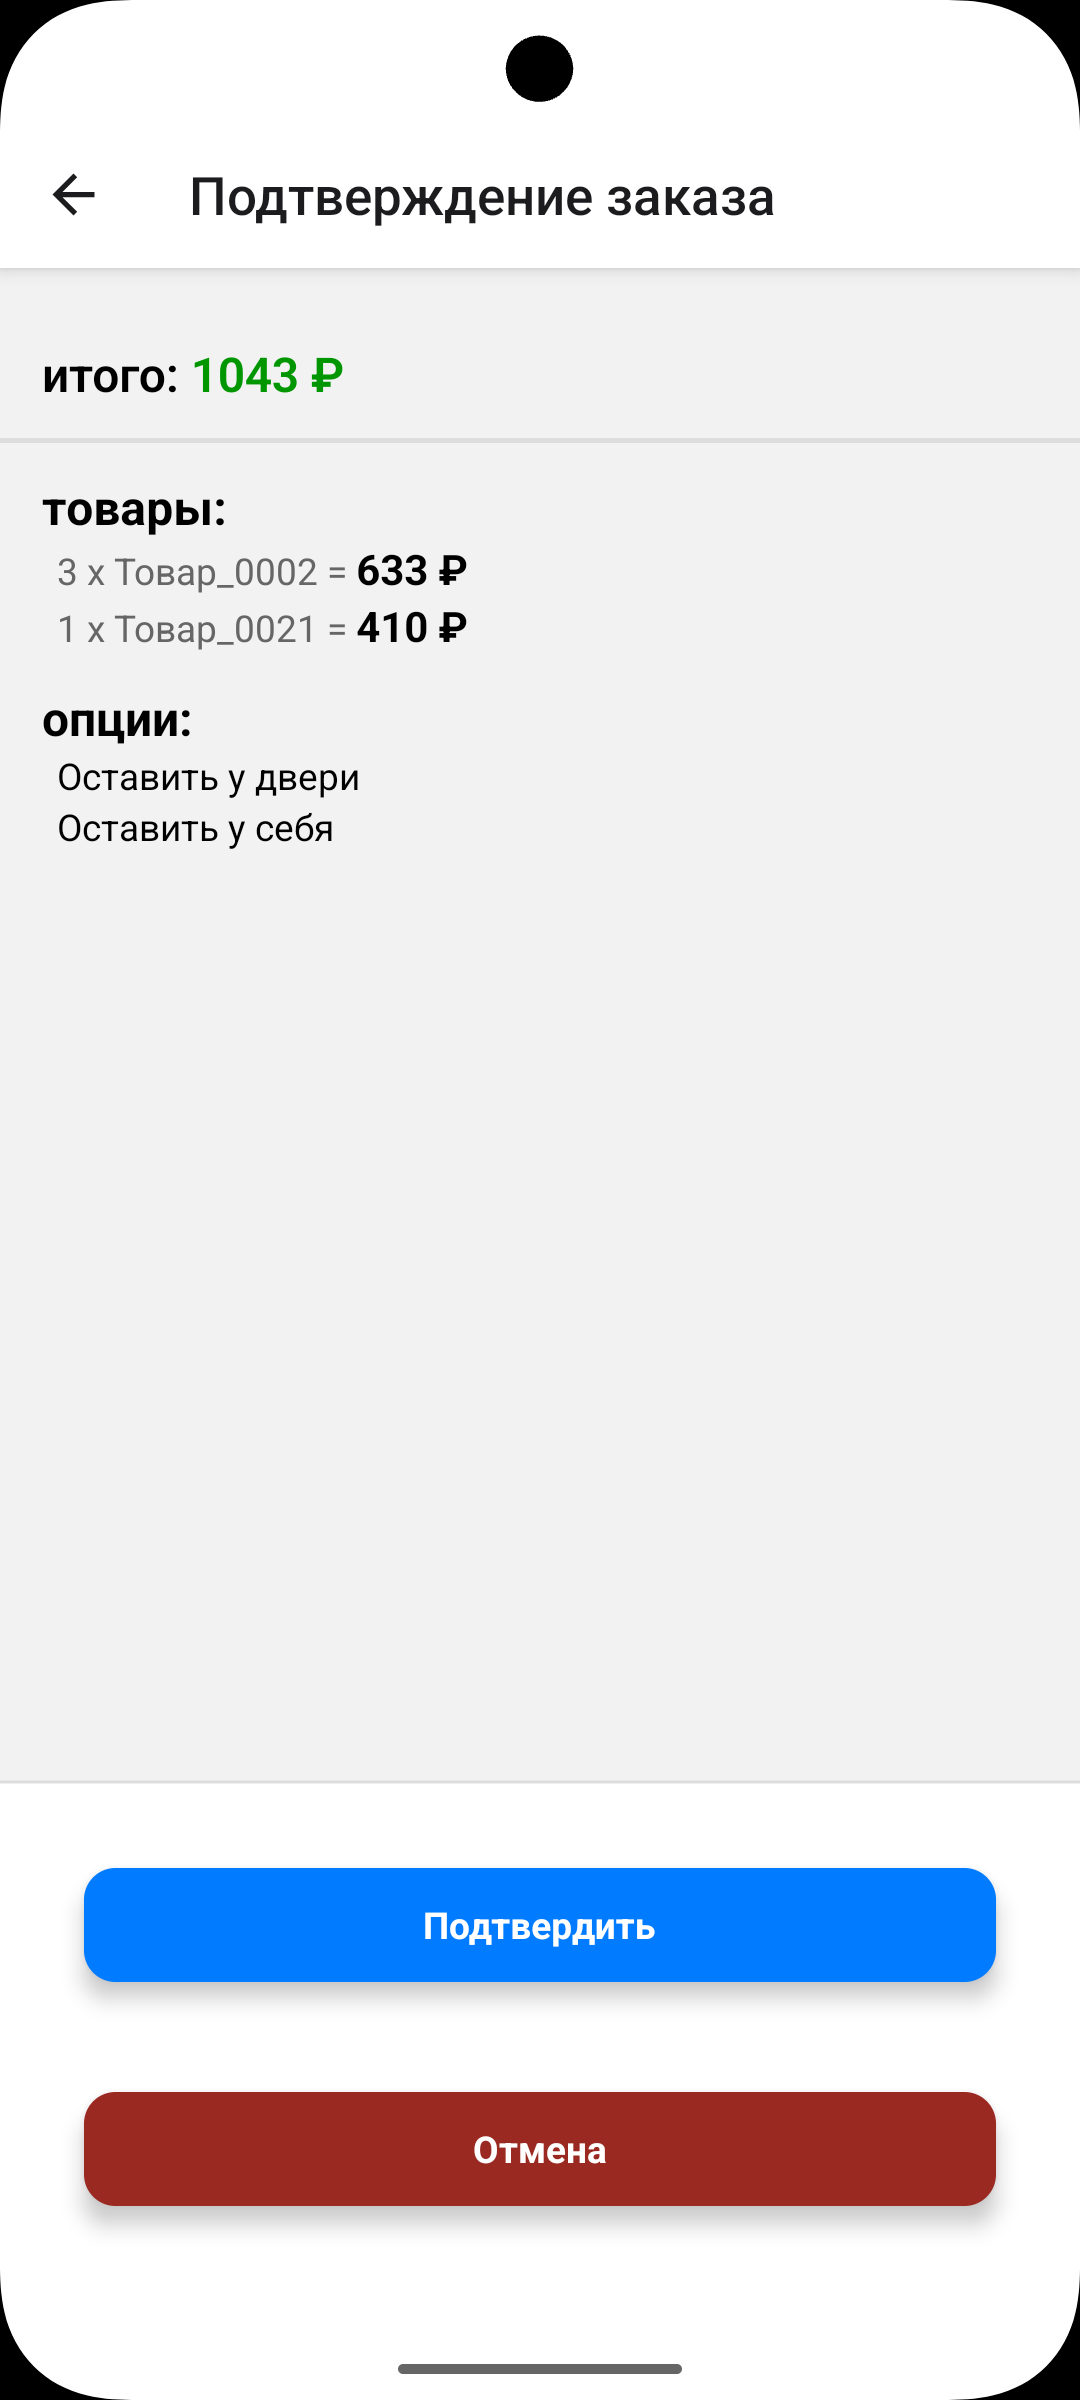 Подтверждение заказа
итого: 1043 ₽
товары:
3 x Товар_0002 = 633 ₽
1 x Товар_0021 = 410 ₽
опции:
Оставить у двери
Оставить у себя
Подтвердить
Отмена